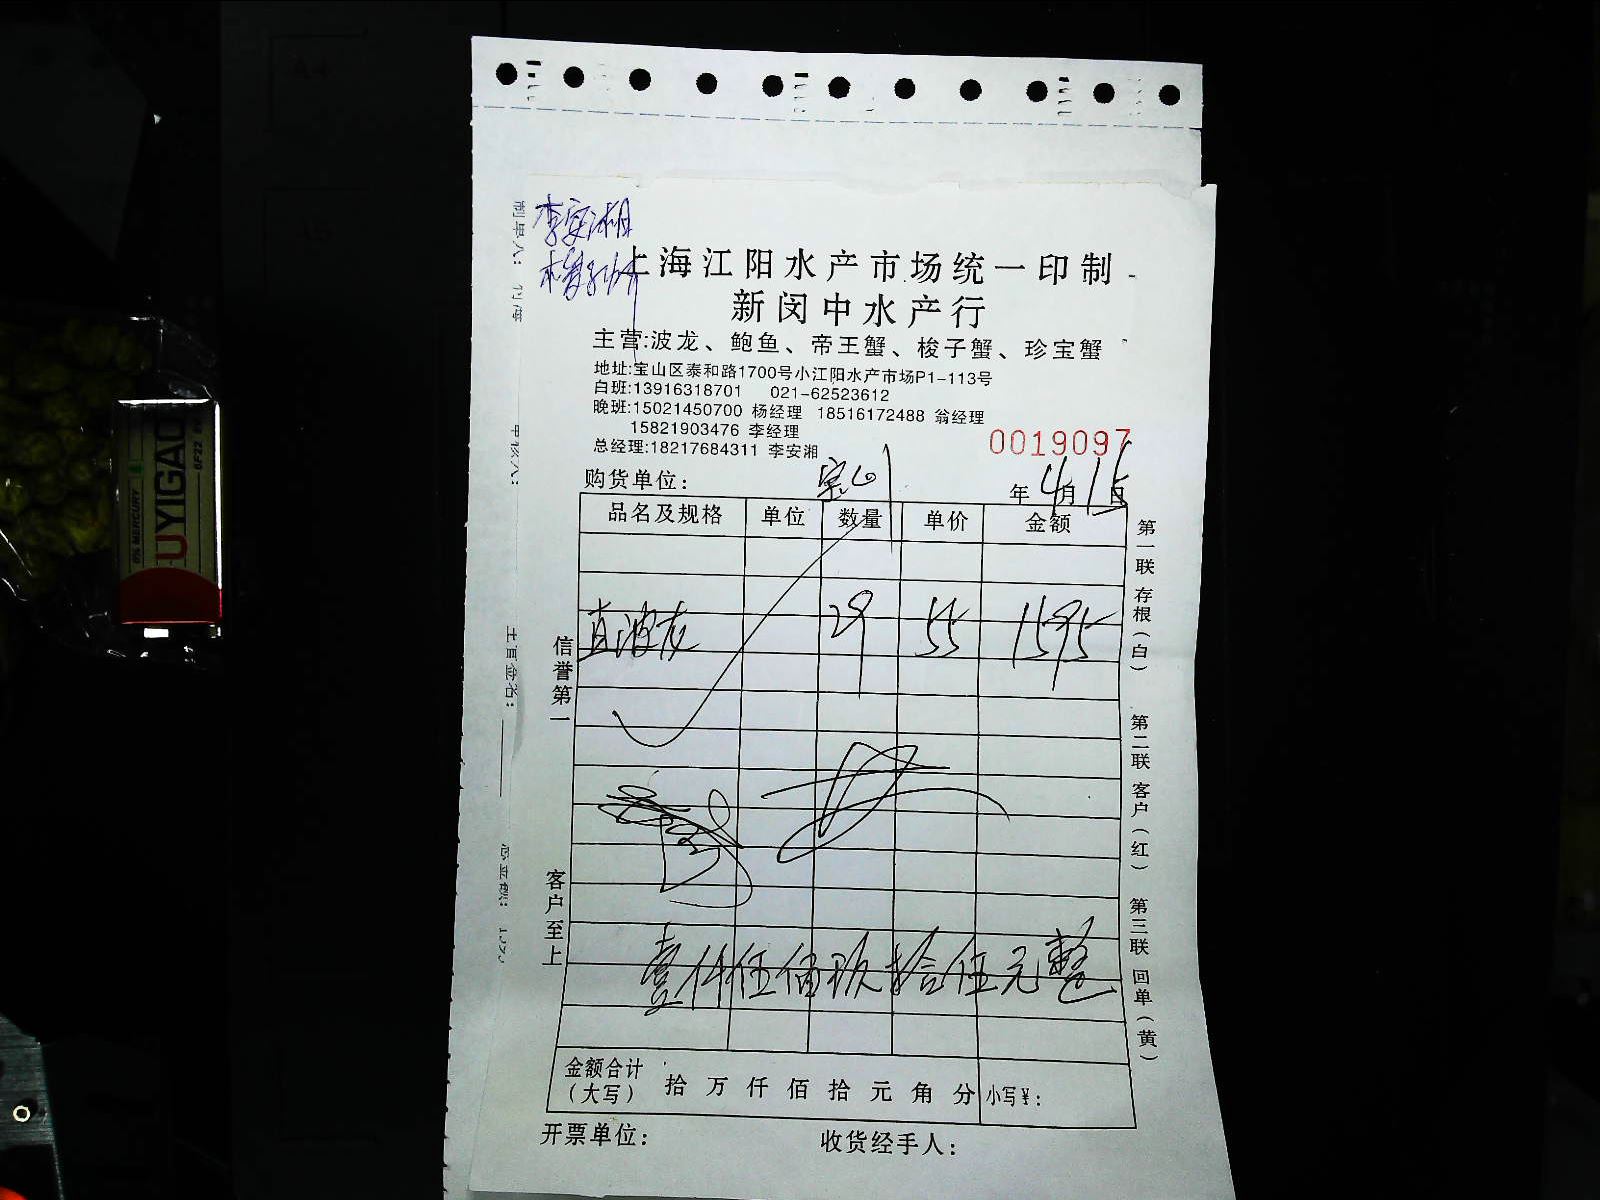 李安湘
上海江阳水产市场统一印制
新闵中水产行
主营:波龙、鲍鱼、帝王蟹、梭子蟹、珍宝蟹
地址:宝山区泰和路1700号小江阳水产市场P1-113号
白班:13916318701 021-62523612
晚班:15021450700 杨经理 18516172488 翁经理
15821903476 李经理
总经理:18217684311 李安湘
0019097
购货单位:
年4月15日
品名及规格 单位 数量 单价 金额
直波龙 29 55 1595
壹仟伍佰玖拾伍元整
金额合计
(大写) 拾 万 仟 佰 拾 元 角 分 小写¥:
开票单位: 收货经手人:
信誉第一
客户至上
第一联 存根(白)
第二联 客户(红)
第三联 回单(黄)
制单人:
UYIGAO
0% MERCURY
6F22